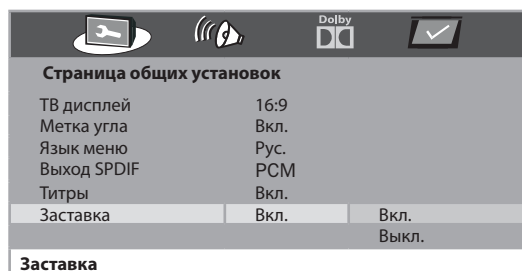 Dolby
Страница общих установок
ТВ дисплей 16:9
Метка угла Вкл.
Язык меню Рус.
Выход SPDIF PCM
Титры Вкл.
Заставка Вкл. Вкл.
Выкл.
Заставка